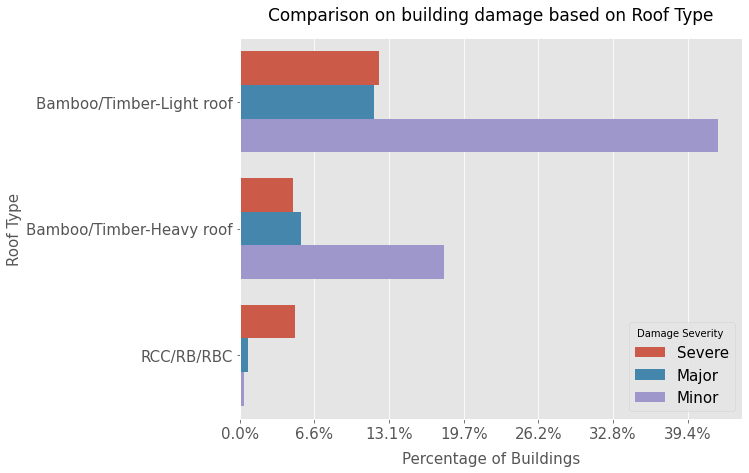 Comparison on building damage based on Roof Type
Roof Type
Bamboo/Timber-Light roof
Bamboo/Timber-Heavy roof
RCC/RB/RBC
Damage Severity
Severe
Major
Minor
0.0% 6.6% 13.1% 19.7% 26.2% 32.8% 39.4%
Percentage of Buildings